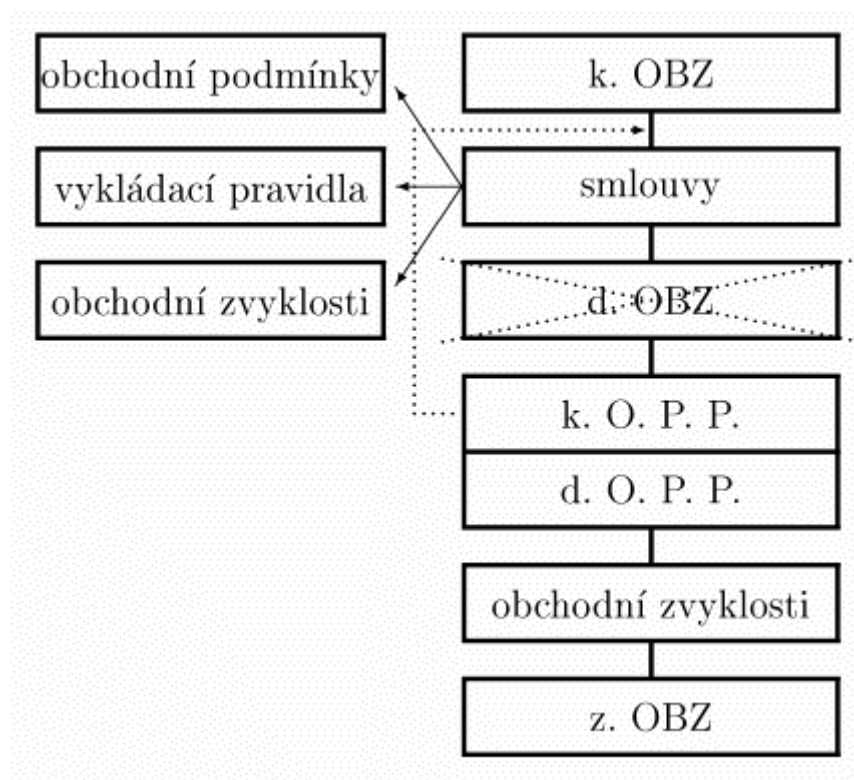 obchodní podmínky
k. OBZ
vykládací pravidla
smlouvy
obchodní zvyklosti
d. OBZ
k. O. P. P.
d. O. P. P.
obchodní zvyklosti
z. OBZ